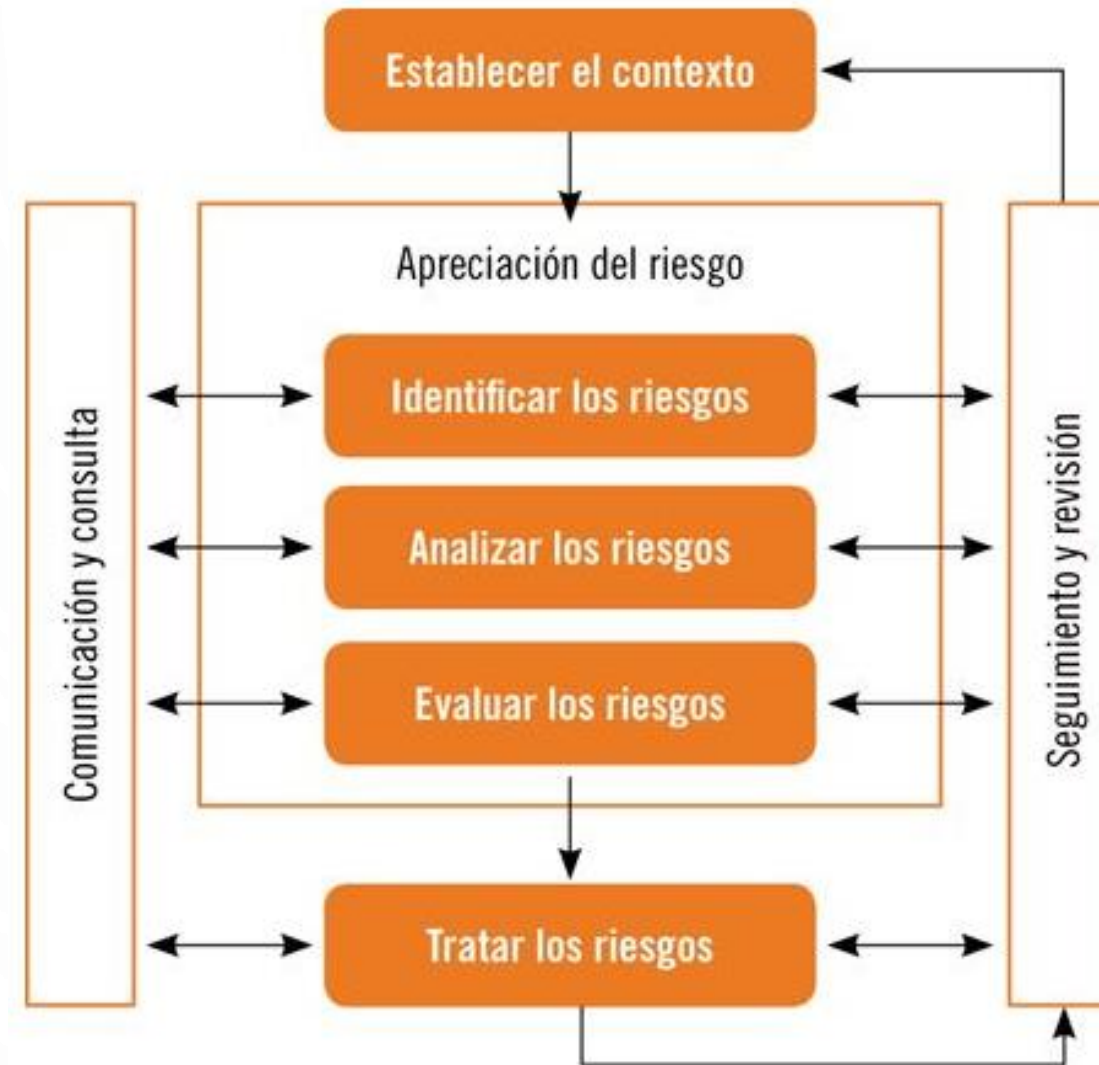 Establecer el contexto
Apreciación del riesgo
Identificar los riesgos
Analizar los riesgos
Evaluar los riesgos
Tratar los riesgos
Comunicación y consulta
Seguimiento y revisión